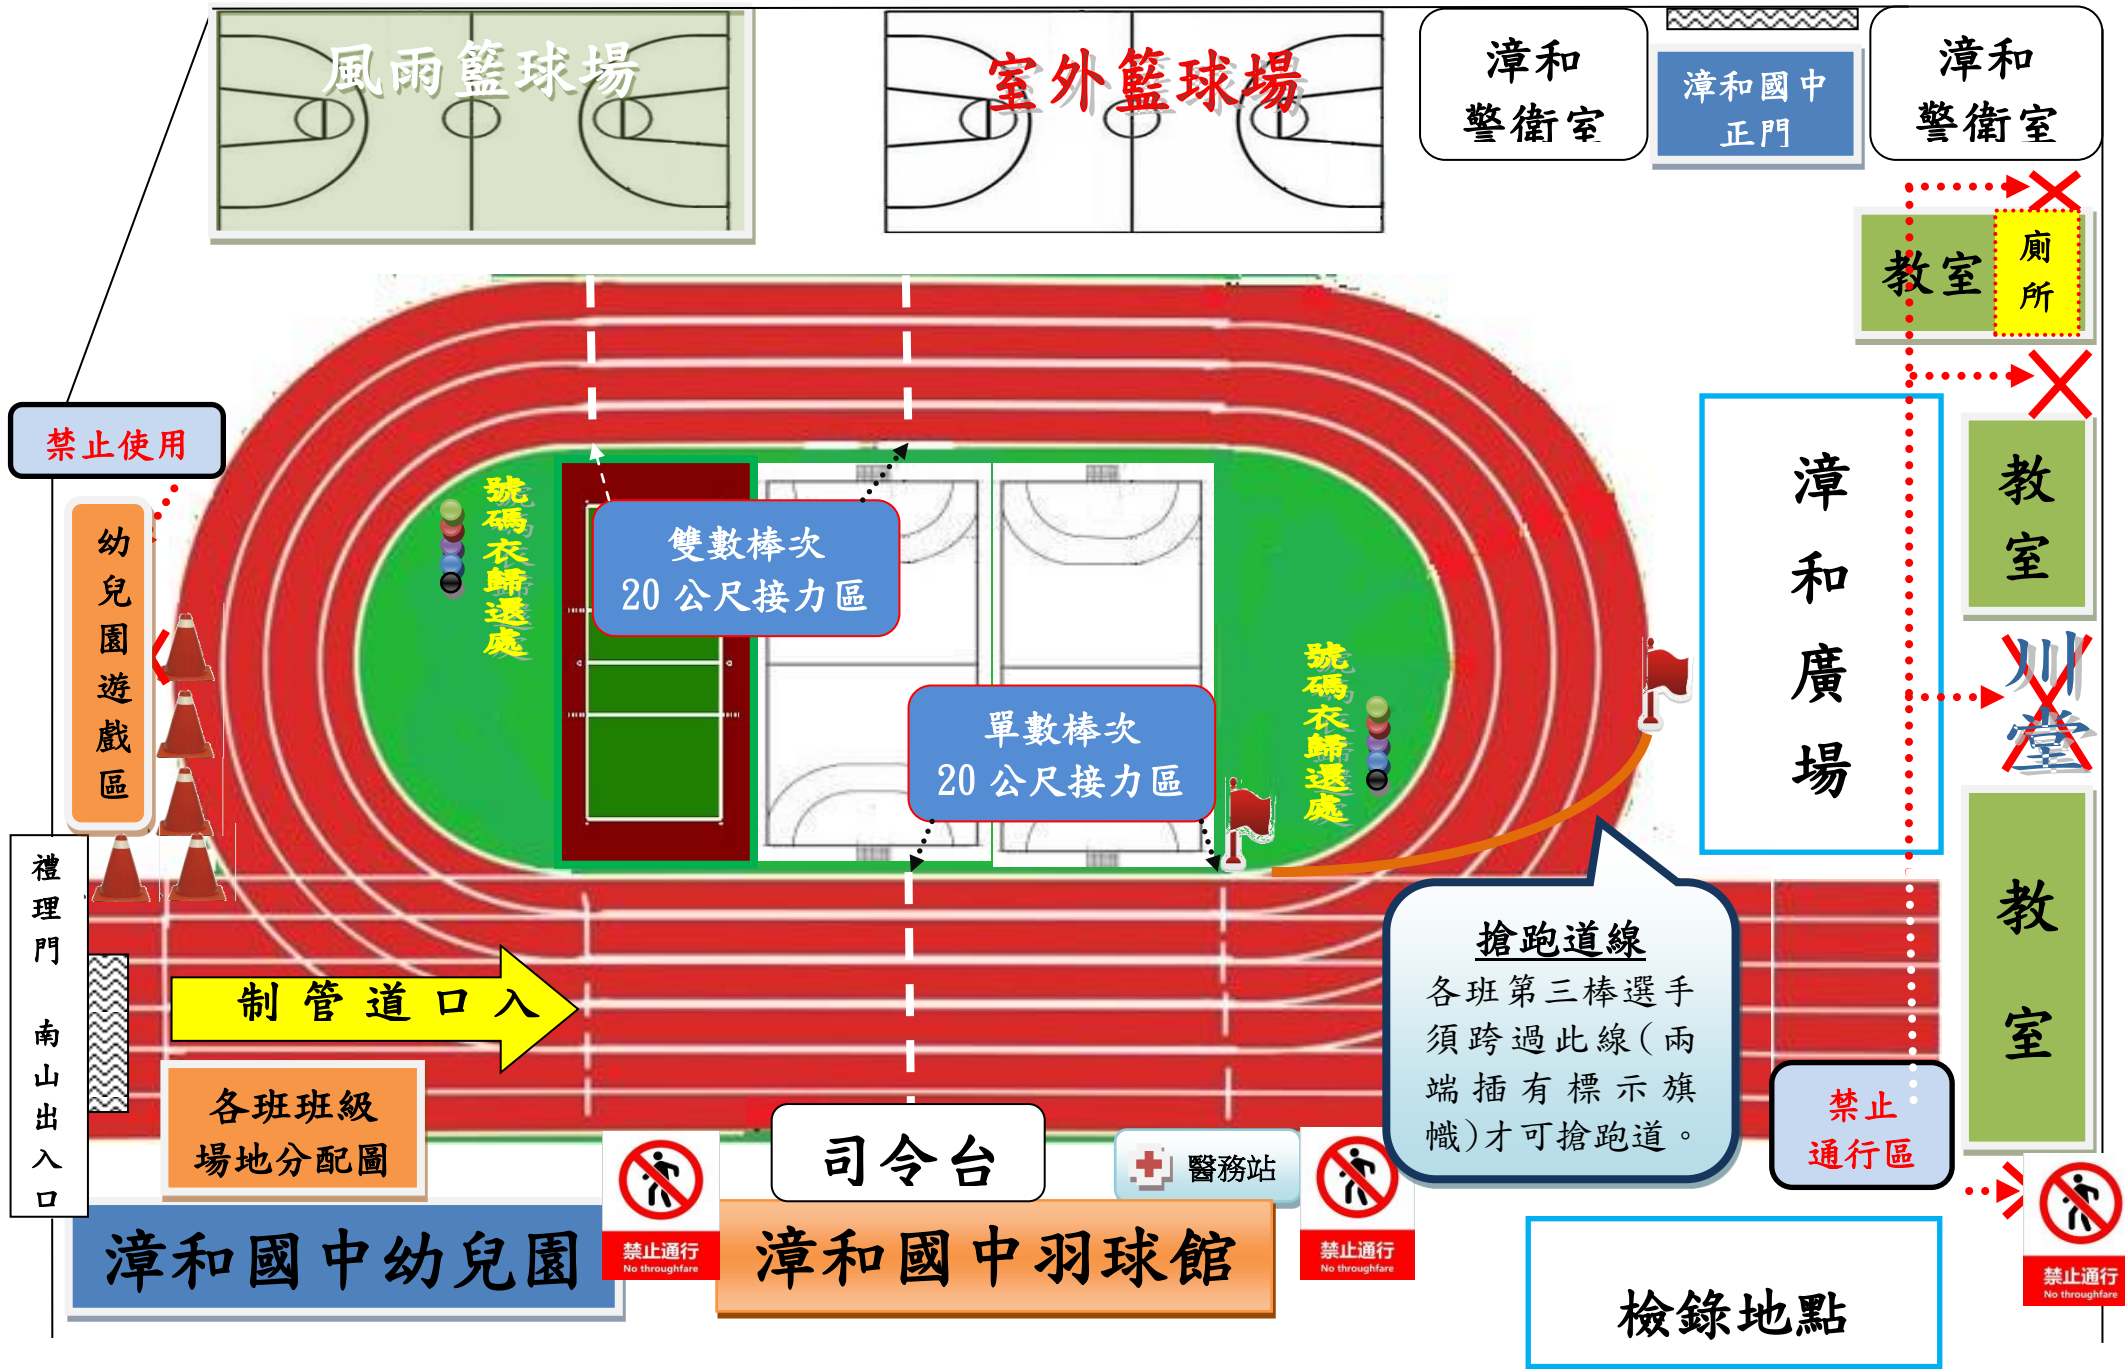 風雨籃球場
室外籃球場
漳和
警衛室
漳和國中
正門
漳和
警衛室
教室
廁所
禁止使用
幼兒園遊戲區
號碼衣歸還處
雙數棒次
20 公尺接力區
單數棒次
20 公尺接力區
號碼衣歸還處
漳和廣場
教室
川堂
教室
禮理門 南山出入口
制管道口入
搶跑道線
各班第三棒選手
須跨過此線(兩
端插有標示旗
幟)才可搶跑道。
各班班級
場地分配圖
司令台
醫務站
禁止
通行區
漳和國中幼兒園
禁止通行
No throughfare
漳和國中羽球館
禁止通行
No throughfare
檢錄地點
禁止通行
No throughfare